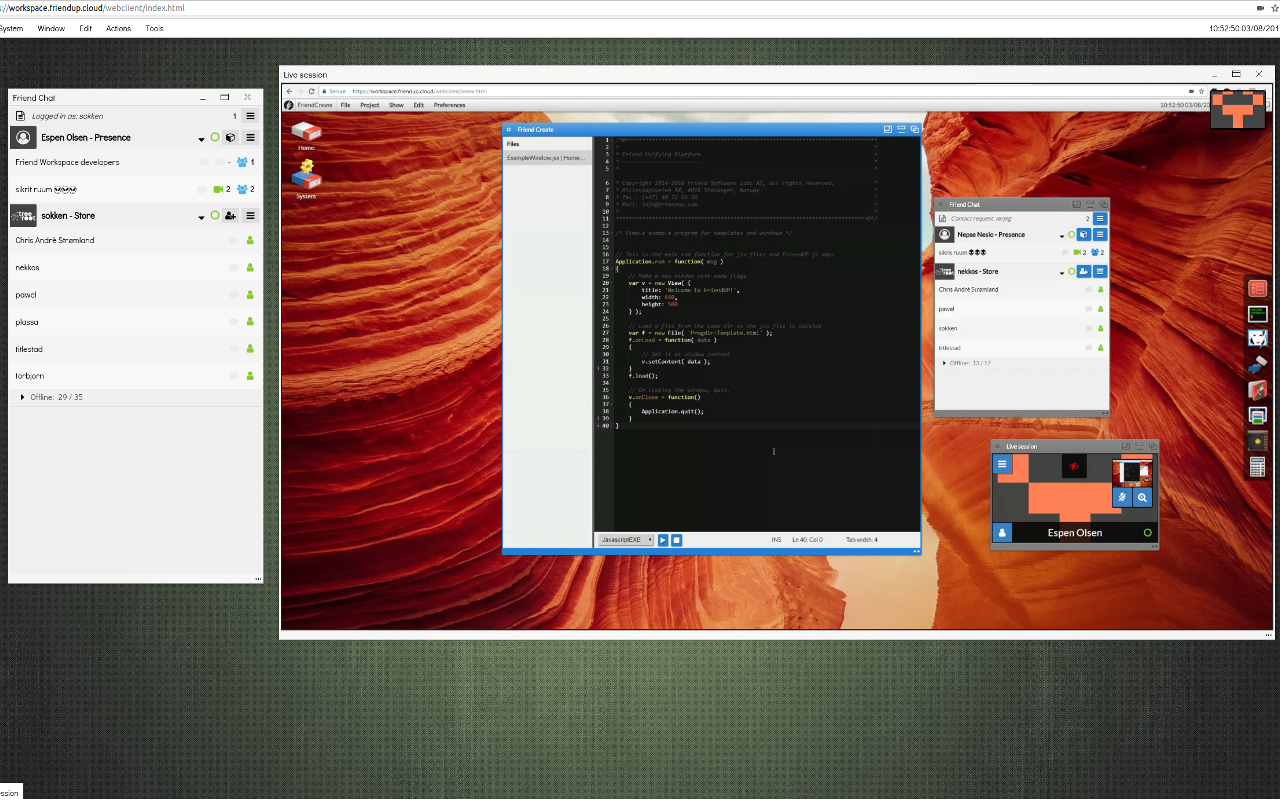 s://workspace.friendup.cloud/webclient/index.html
System Window Edit Actions Tools
10:52:50 03/08/201
Friend Chat
Logged in as: sokken 1
Espen Olsen - Presence
Friend Workspace developers - 1
sikrit ruum 2 2
sokken - Store
Chris Andrè Strømland
nekkos
pawel
plassa
titlestad
torbjorn
Offline: 29 / 35
Live session
Secure https://workspace.friendup.cloud/webclient/index.html
FriendCreate File Project Show Edit Preferences
10:52:50 03/08
Home
System
Friend Create
Files
ExampleWindow.jsx | Home...
1
2 *
3 * Friend Unifying Platform
4 * -----------------------
5 *
6 * Copyright 2014-2016 Friend Software Labs AS, all rights reserved.
7 * Hillevaagsveien 14, 4016 Stavanger, Norway
8 * Tel.: (+47) 40 72 96 56
9 * Mail: info@friendos.com
10 *
11
12
13 /* Simple example program for templates and windows */
14
15
16 // This is the main run function for jsx files and FriendUP js apps
17 Application.run = function( msg )
18 {
19 // Make a new window with some flags
20 var v = new View( {
21 title: 'Welcome to FriendUP!',
22 width: 640,
23 height: 500
24 } );
25
26 // Load a file from the same dir as the jsx file is located
27 var f = new File( 'Progdir:Template.html' );
28 f.onLoad = function( data )
29 {
30 // Set it as window content
31 v.setContent( data );
32 }
33 f.load();
34
35 // On closing the window, quit.
36 v.onClose = function()
37 {
38 Application.quit();
39 }
40 }
JavascriptEXE
INS Ln 40, Col 0 Tab width: 4
Friend Chat
Contact request: terjeg 2
Nepse Neslo - Presence
sikrit ruum 2 2
nekkos - Store
Chris Andrè Strømland
pawel
sokken
titlestad
Offline: 13 / 17
Live session
Espen Olsen
ession